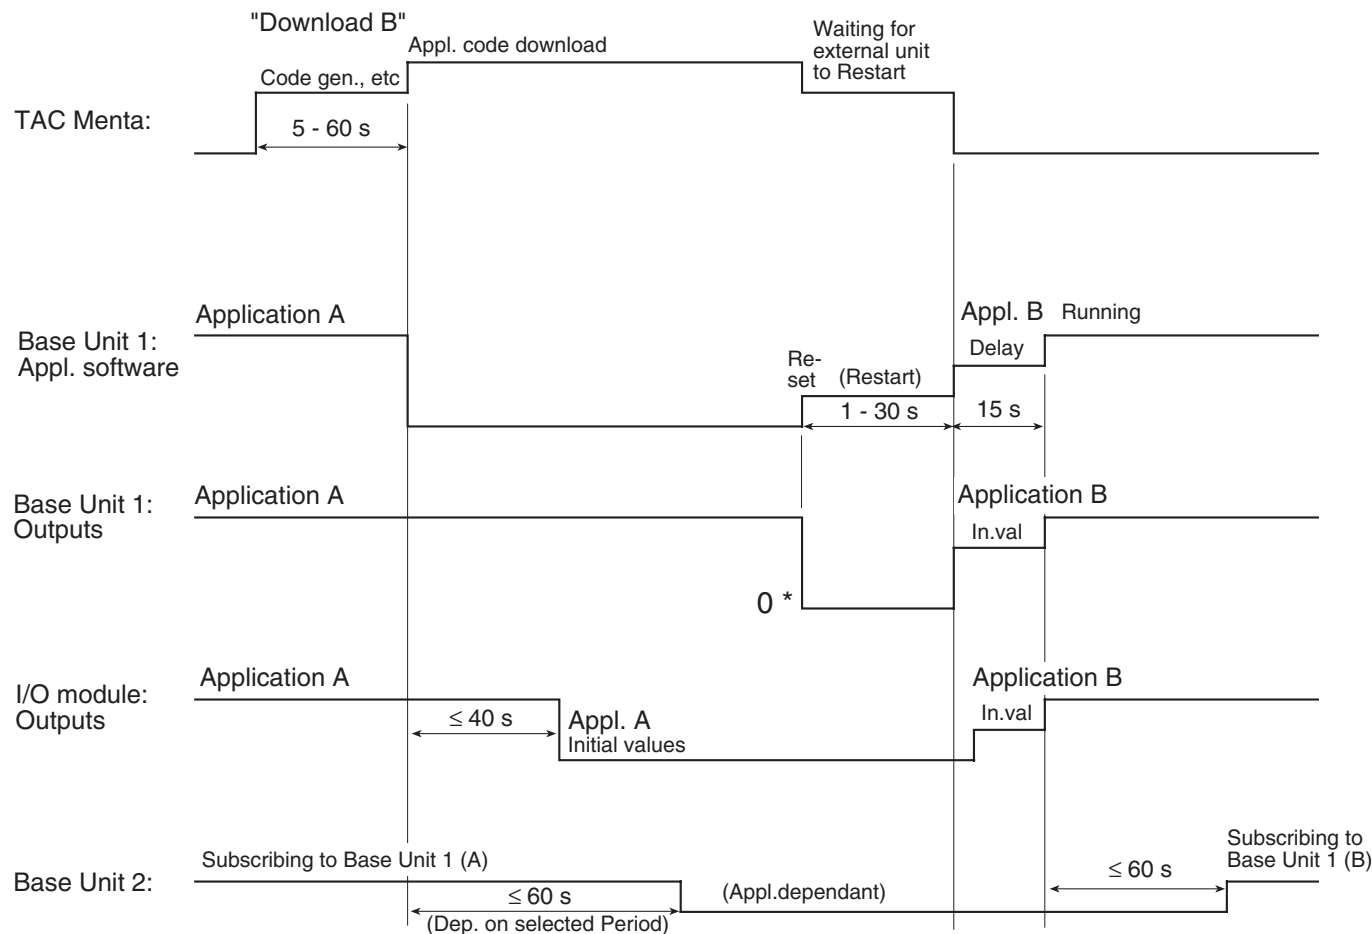 "Download B"
Appl. code download
Waiting for
external unit
to Restart
Code gen., etc
TAC Menta:
5 - 60 s
Application A
Base Unit 1:
Appl. software
Re-
set
(Restart)
1 - 30 s
Appl. B Running
Delay
15 s
Application A
Base Unit 1:
Outputs
0 *
Application B
In.val
Application A
I/O module:
Outputs
≤ 40 s
Appl. A
Initial values
Application B
In.val
Subscribing to Base Unit 1 (A)
Base Unit 2:
≤ 60 s
(Dep. on selected Period)
(Appl.dependant)
≤ 60 s
Subscribing to
Base Unit 1 (B)